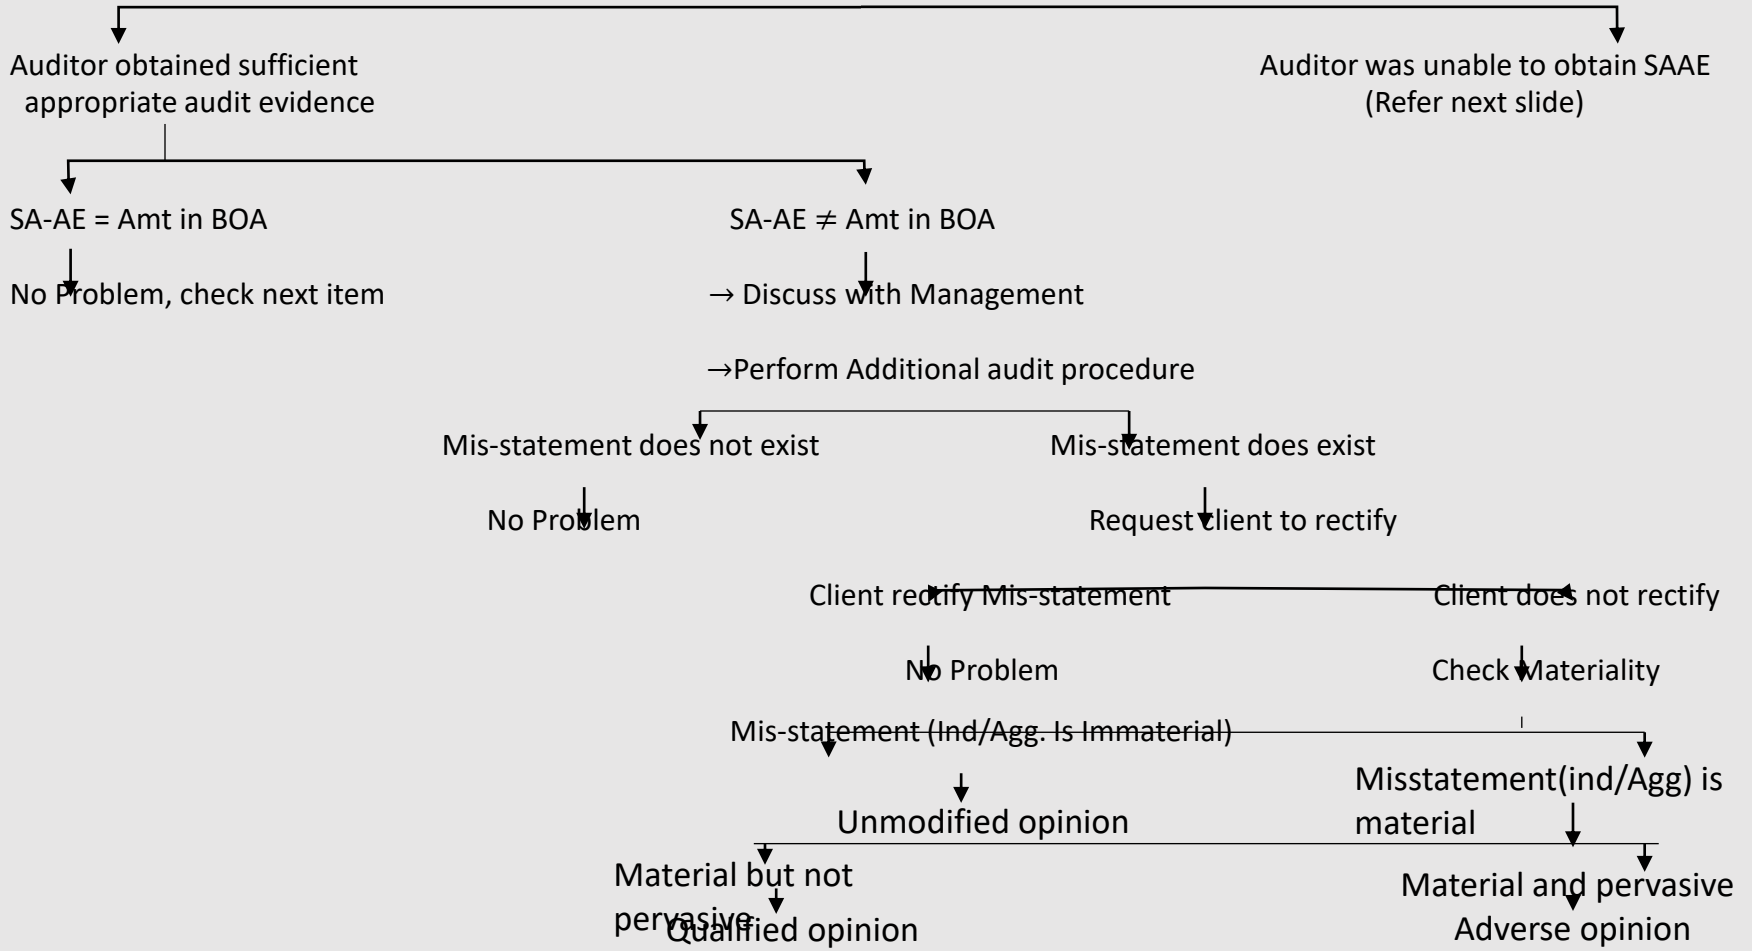 Auditor obtained sufficient
appropriate audit evidence
Auditor was unable to obtain SAAE
(Refer next slide)
SA-AE = Amt in BOA
SA-AE ≠ Amt in BOA
No Problem, check next item
→ Discuss with Management
→Perform Additional audit procedure
Mis-statement does not exist
Mis-statement does exist
No Problem
Request client to rectify
Client rectify Mis-statement
Client does not rectify
No Problem
Check Materiality
Mis-statement (Ind/Agg. Is Immaterial)
Misstatement(ind/Agg) is
material
Unmodified opinion
Material but not
pervasive
Qualified opinion
Material and pervasive
Adverse opinion